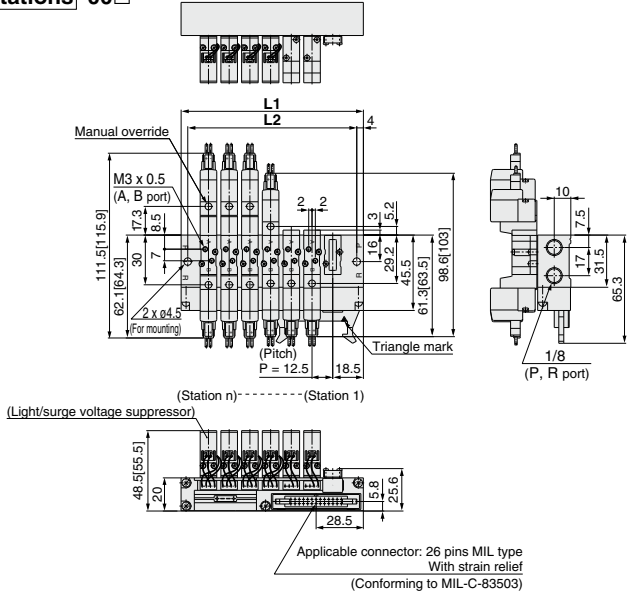 L1
L2
4
Manual override
M3 x 0.5
(A, B port)
2
2
3
5.2
10
7.5
17.3
8.5
111.5[115.9]
30
7
62.1[64.3]
16
29.2
45.5
61.3[63.5]
98.6[103]
17
31.5
65.3
P
R
P
R
2 x ø4.5
(For mounting)
Triangle mark
(Pitch)
P = 12.5
18.5
1/8
(P, R port)
(Station n)----------(Station 1)
(Light/surge voltage suppressor)
48.5[55.5]
20
5.8
25.6
28.5
Applicable connector: 26 pins MIL type
With strain relief
(Conforming to MIL-C-83503)